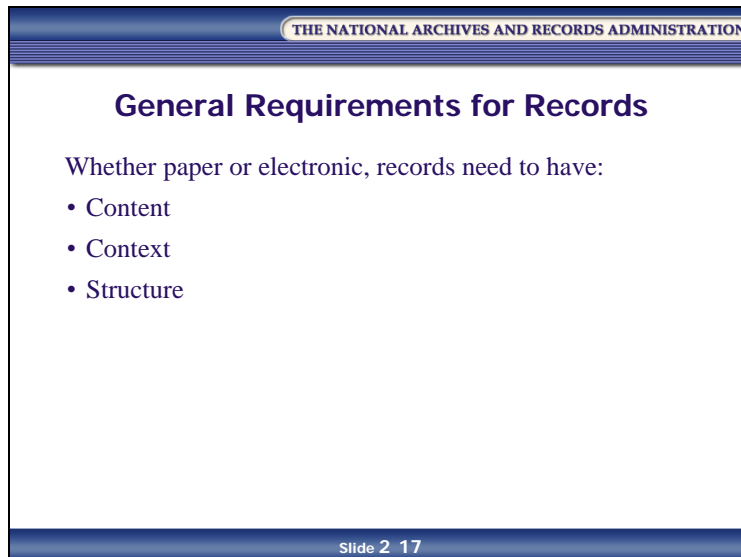 THE NATIONAL ARCHIVES AND RECORDS ADMINISTRATION
General Requirements for Records
Whether paper or electronic, records need to have:
• Content
• Context
• Structure
Slide 2 17